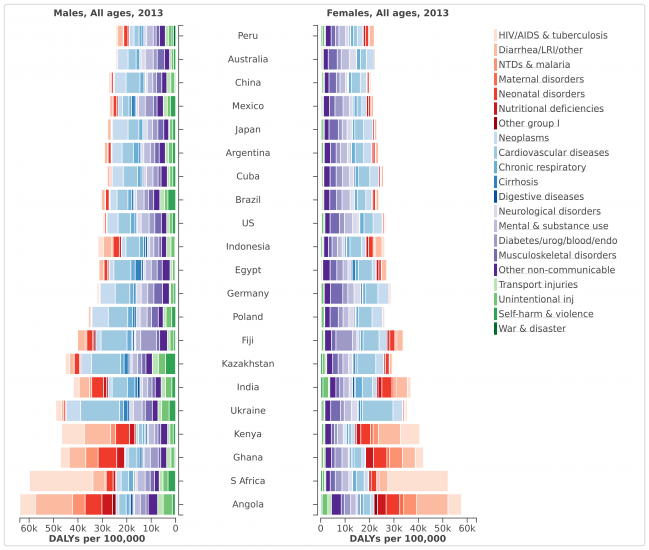 Males, All ages, 2013
Females, All ages, 2013
Peru
Australia
China
Mexico
Japan
Argentina
Cuba
Brazil
US
Indonesia
Egypt
Germany
Poland
Fiji
Kazakhstan
India
Ukraine
Kenya
Ghana
S Africa
Angola
HIV/AIDS & tuberculosis
Diarrhea/LRI/other
NTDs & malaria
Maternal disorders
Neonatal disorders
Nutritional deficiencies
Other group I
Neoplasms
Cardiovascular diseases
Chronic respiratory
Cirrhosis
Digestive diseases
Neurological disorders
Mental & substance use
Diabetes/urog/blood/endo
Musculoskeletal disorders
Other non-communicable
Transport injuries
Unintentional inj
Self-harm & violence
War & disaster
60k 50k 40k 30k 20k 10k 0
0 10k 20k 30k 40k 50k 60k
DALYs per 100,000
DALYs per 100,000